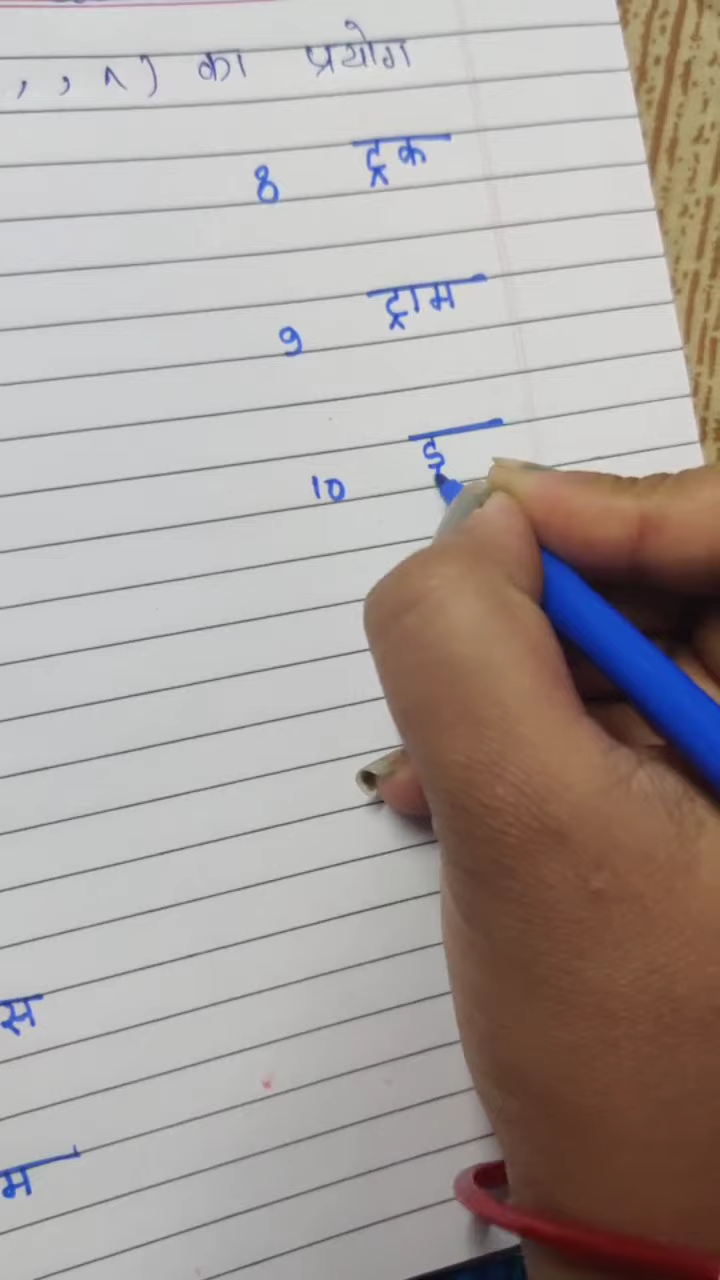 , , ^ ) का प्रयोग
8 ट्रक
9 ट्राम
10 ड्र
स
म